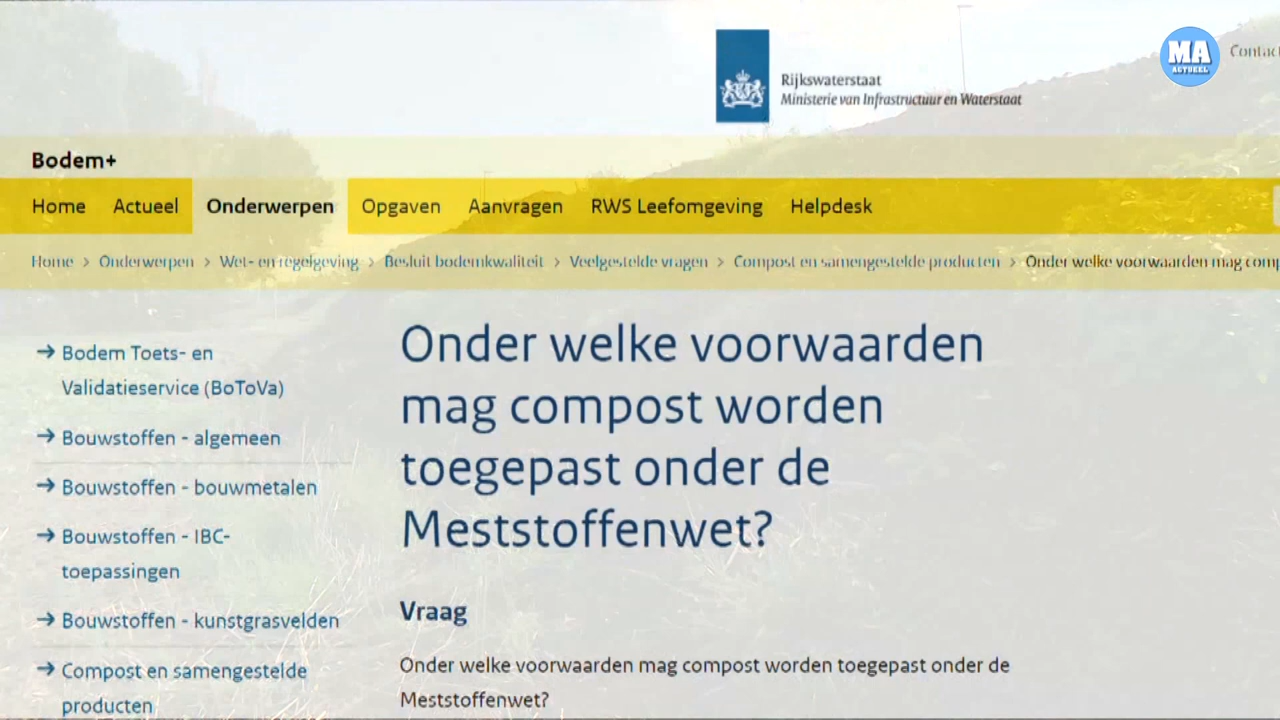 MA
ACTUEEL
Rijkswaterstaat
Ministerie van Infrastructuur en Waterstaat
Bodem+
Home Actueel Onderwerpen Opgaven Aanvragen RWS Leefomgeving Helpdesk
Home > Onderwerpen > Wet- en regelgeving > Besluit bodemkwaliteit > Veelgestelde vragen > Compost en samengestelde producten > Onder welke voorwaarden mag comp
Onder welke voorwaarden
mag compost worden
toegepast onder de
Meststoffenwet?
→ Bodem Toets- en
Validatieservice (BoToVa)
→ Bouwstoffen - algemeen
→ Bouwstoffen - bouwmetalen
→ Bouwstoffen - IBC-
toepassingen
→ Bouwstoffen - kunstgrasvelden
→ Compost en samengestelde
producten
Vraag
Onder welke voorwaarden mag compost worden toegepast onder de
Meststoffenwet?